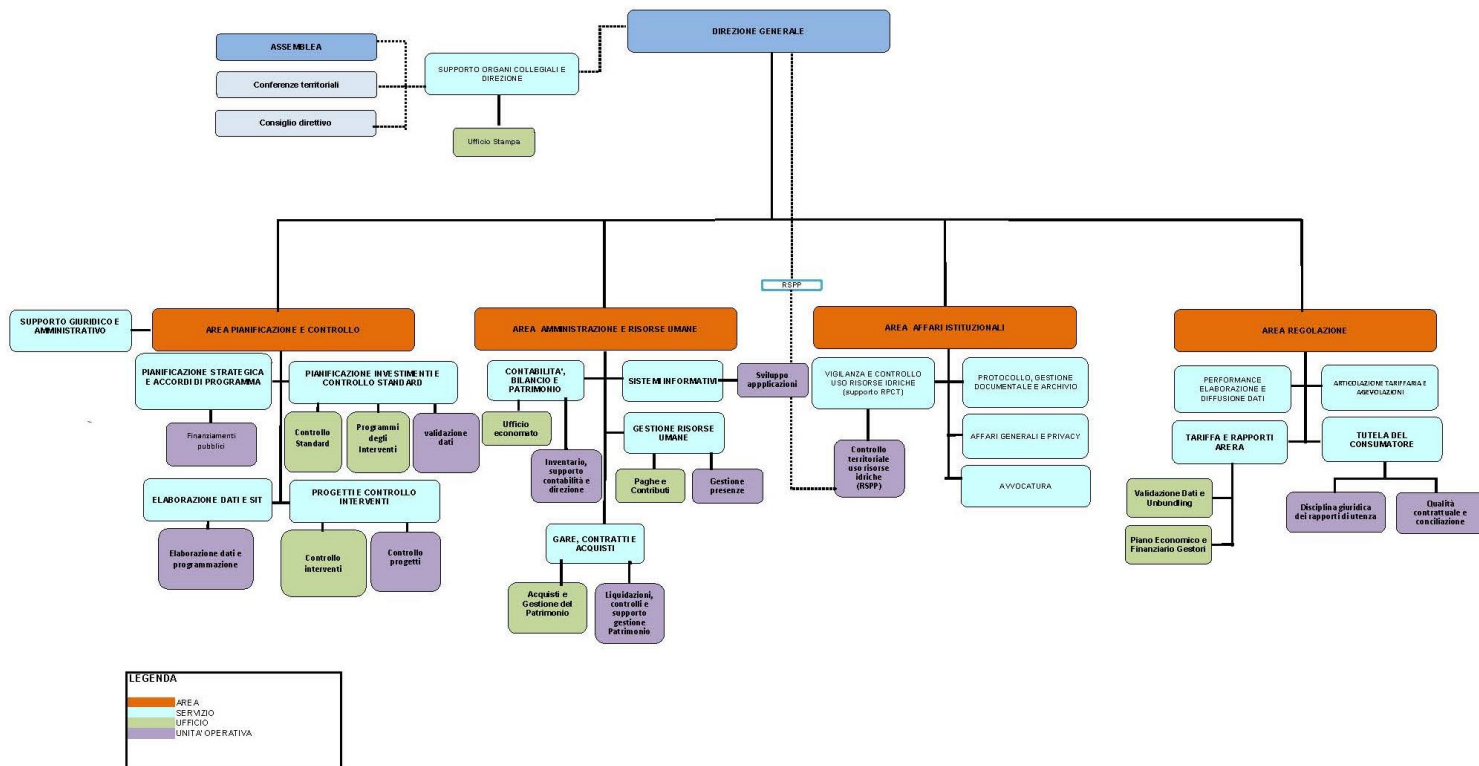 DIREZIONE GENERALE
ASSEMBLEA
SUPPORTO ORGANI COLLEGIALI E
DIREZIONE
Conferenze territoriali
Consiglio direttivo
Ufficio Stampa
RSPP
SUPPORTO GIURIDICO E
AMMINISTRATIVO
AREA PIANIFICAZIONE E CONTROLLO
PIANIFICAZIONE STRATEGICA
E ACCORDI DI PROGRAMMA
PIANIFICAZIONE INVESTIMENTI E
CONTROLLO STANDARD
Finanziamenti
pubblici
Controllo
Standard
Programmi
degli
Interventi
validazione
dati
ELABORAZIONE DATI E SIT
PROGETTI E CONTROLLO
INTERVENTI
Elaborazione dati e
programmazione
Controllo
interventi
Controllo
progetti
AREA AMMINISTRAZIONE E RISORSE UMANE
CONTABILITA',
BILANCIO E
PATRIMONIO
SISTEMI INFORMATIVI
Sviluppo
appplicazioni
Ufficio
economato
Inventario,
supporto
contabilità e
direzione
GESTIONE RISORSE
UMANE
Paghe e
Contributi
Gestione
presenze
GARE, CONTRATTI E
ACQUISTI
Acquisti e
Gestione del
Patrimonio
Liquidazioni,
controlli e
supporto
gestione
Patrimonio
AREA AFFARI ISTITUZIONALI
VIGILANZA E CONTROLLO
USO RISORSE IDRICHE
(supporto RPCT)
PROTOCOLLO, GESTIONE
DOCUMENTALE E ARCHIVIO
Controllo
territoriale
uso risorse
idriche
(RSPP)
AFFARI GENERALI E PRIVACY
AVVOCATURA
AREA REGOLAZIONE
PERFORMANCE
ELABORAZIONE E
DIFFUSIONE DATI
ARTICOLAZIONE TARIFFARIA E
AGEVOLAZIONI
TARIFFA E RAPPORTI
ARERA
TUTELA DEL
CONSUMATORE
Validazione Dati e
Unbundling
Piano Economico e
Finanziario Gestori
Disciplina giuridica
dei rapporti di utenza
Qualità
contrattuale e
conciliazione
LEGENDA
AREA
SERVIZIO
UFFICIO
UNITA' OPERATIVA